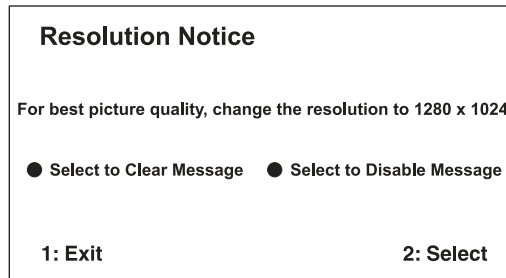 Resolution Notice
For best picture quality, change the resolution to 1280 x 1024
Select to Clear Message ● Select to Disable Message
1: Exit 2: Select